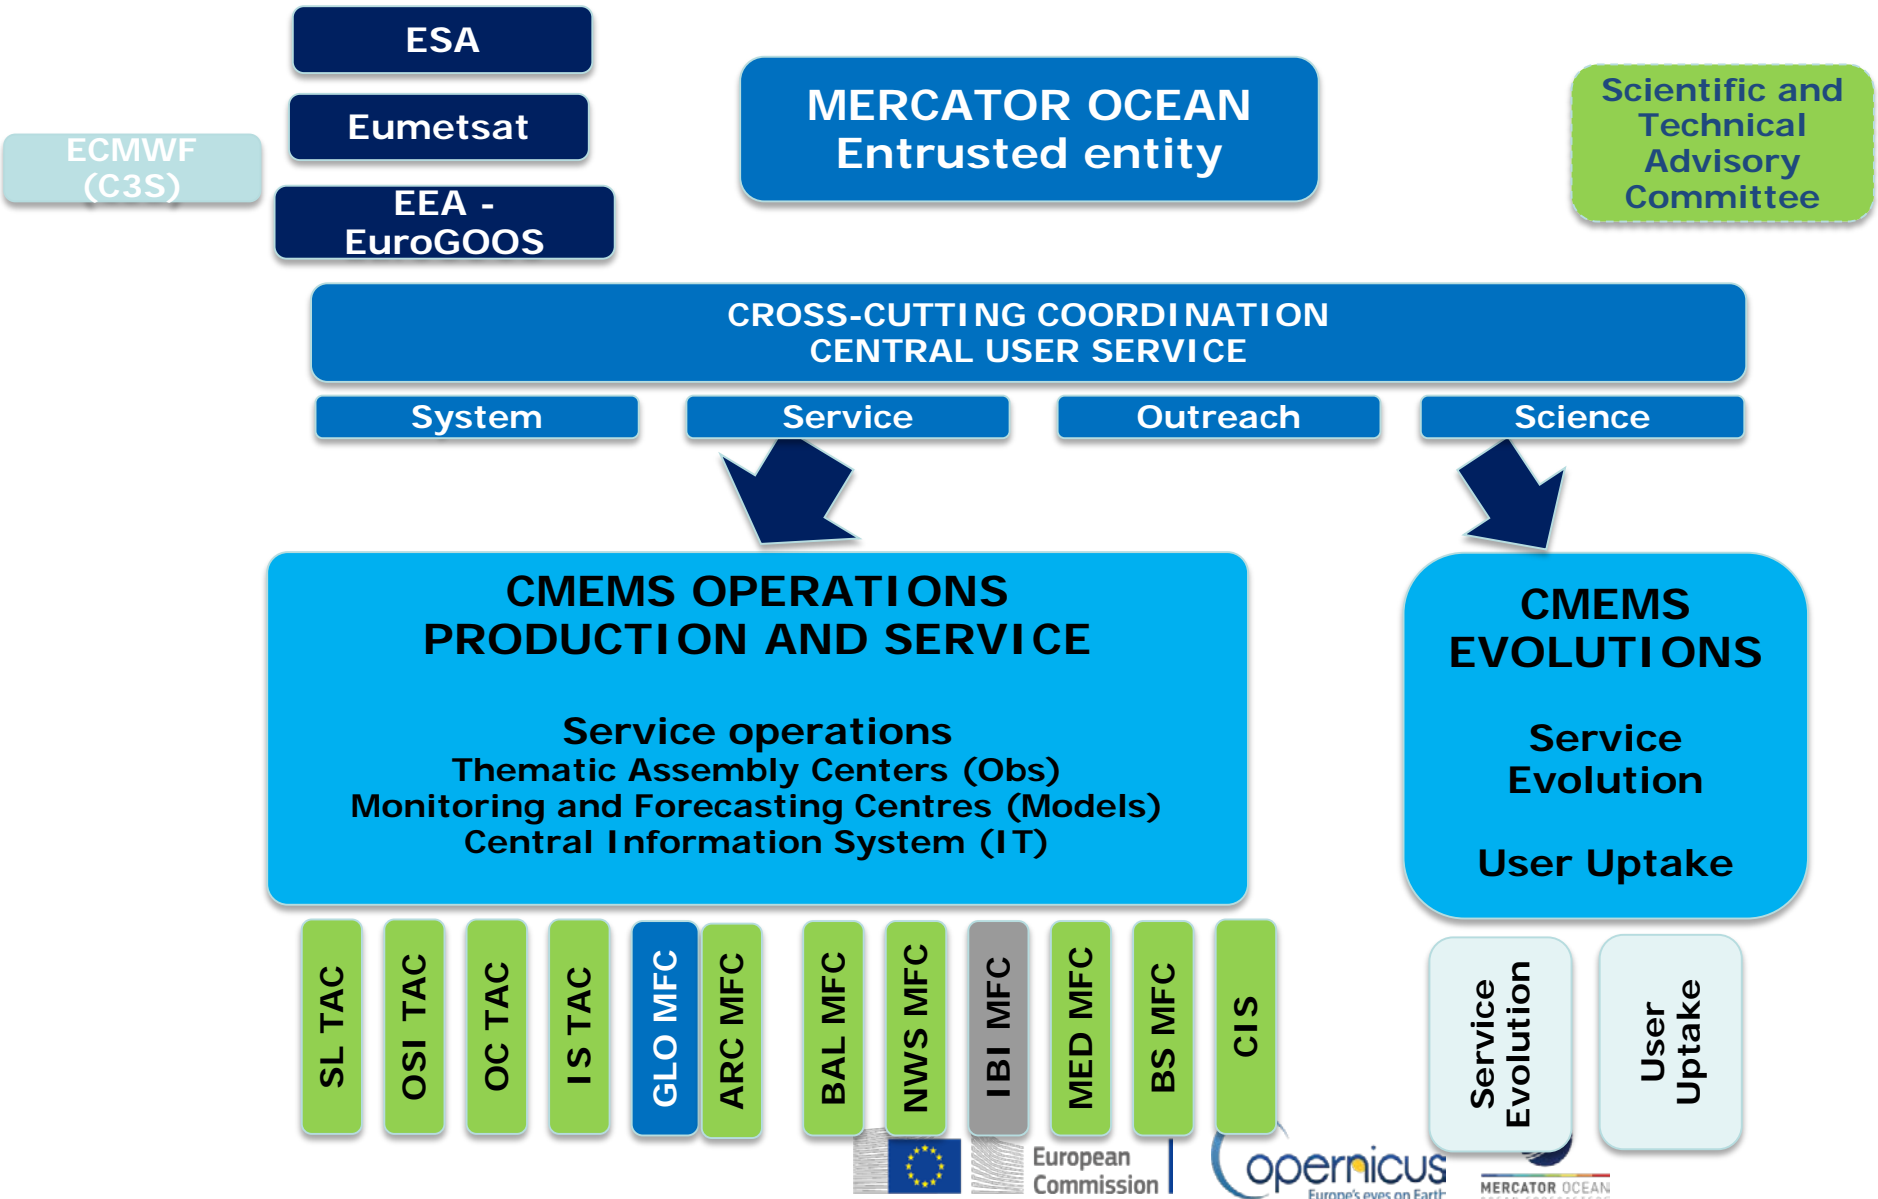 ESA
Eumetsat
EEA -
EuroGOOS
ECMWF
(C3S)
MERCATOR OCEAN
Entrusted entity
Scientific and
Technical
Advisory
Committee
CROSS-CUTTING COORDINATION
CENTRAL USER SERVICE
System
Service
Outreach
Science
CMEMS OPERATIONS
PRODUCTION AND SERVICE
Service operations
Thematic Assembly Centers (Obs)
Monitoring and Forecasting Centres (Models)
Central Information System (IT)
CMEMS
EVOLUTIONS
Service
Evolution
User Uptake
SL TAC
OSI TAC
OC TAC
IS TAC
GLO MFC
ARC MFC
BAL MFC
NWS MFC
IBI MFC
MED MFC
BS MFC
CIS
Service
Evolution
User
Uptake
European
Commission
opernicus
Europe's eyes on Earth
MERCATOR OCEAN